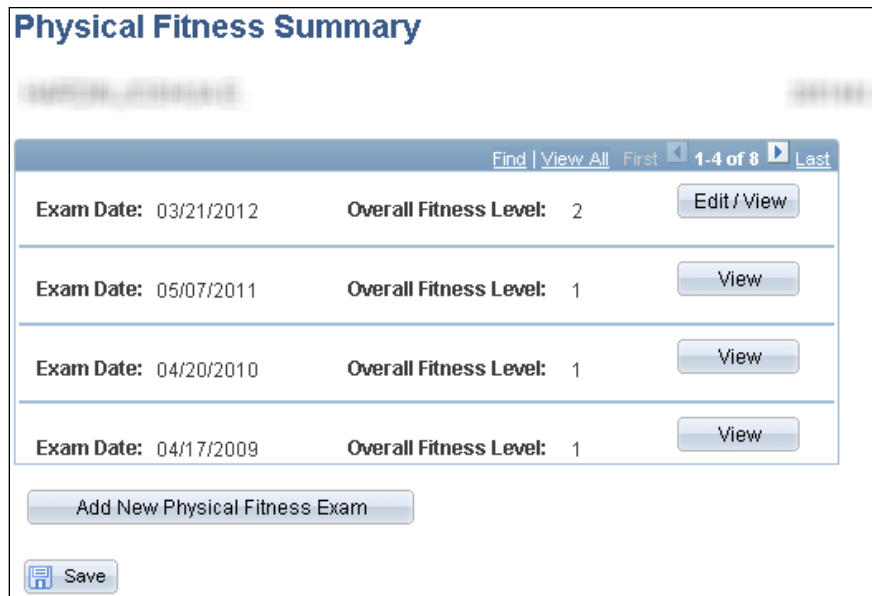 Physical Fitness Summary
Find | View All First 1-4 of 8 Last
Exam Date: 03/21/2012 Overall Fitness Level: 2 Edit / View
Exam Date: 05/07/2011 Overall Fitness Level: 1 View
Exam Date: 04/20/2010 Overall Fitness Level: 1 View
Exam Date: 04/17/2009 Overall Fitness Level: 1 View
Add New Physical Fitness Exam
Save